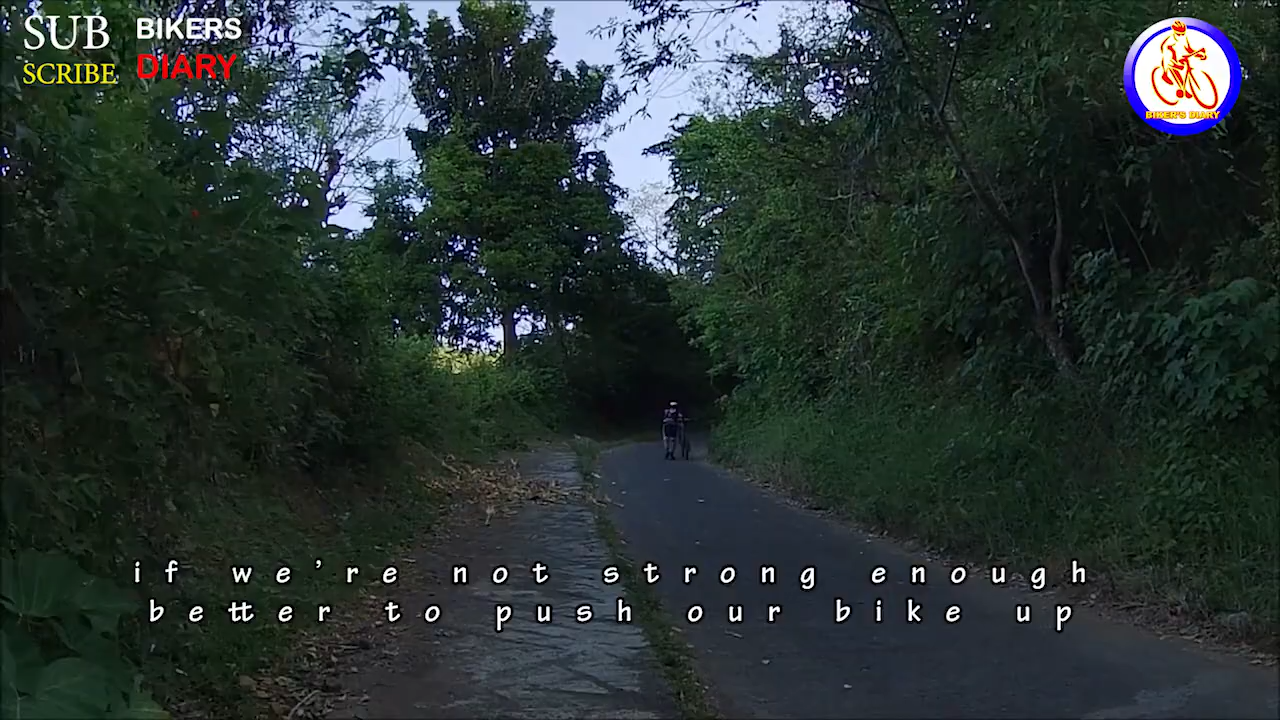 SUB
SCRIBE
BIKERS
DIARY
BIKER'S DIARY
if we're not strong enough
better to push our bike up